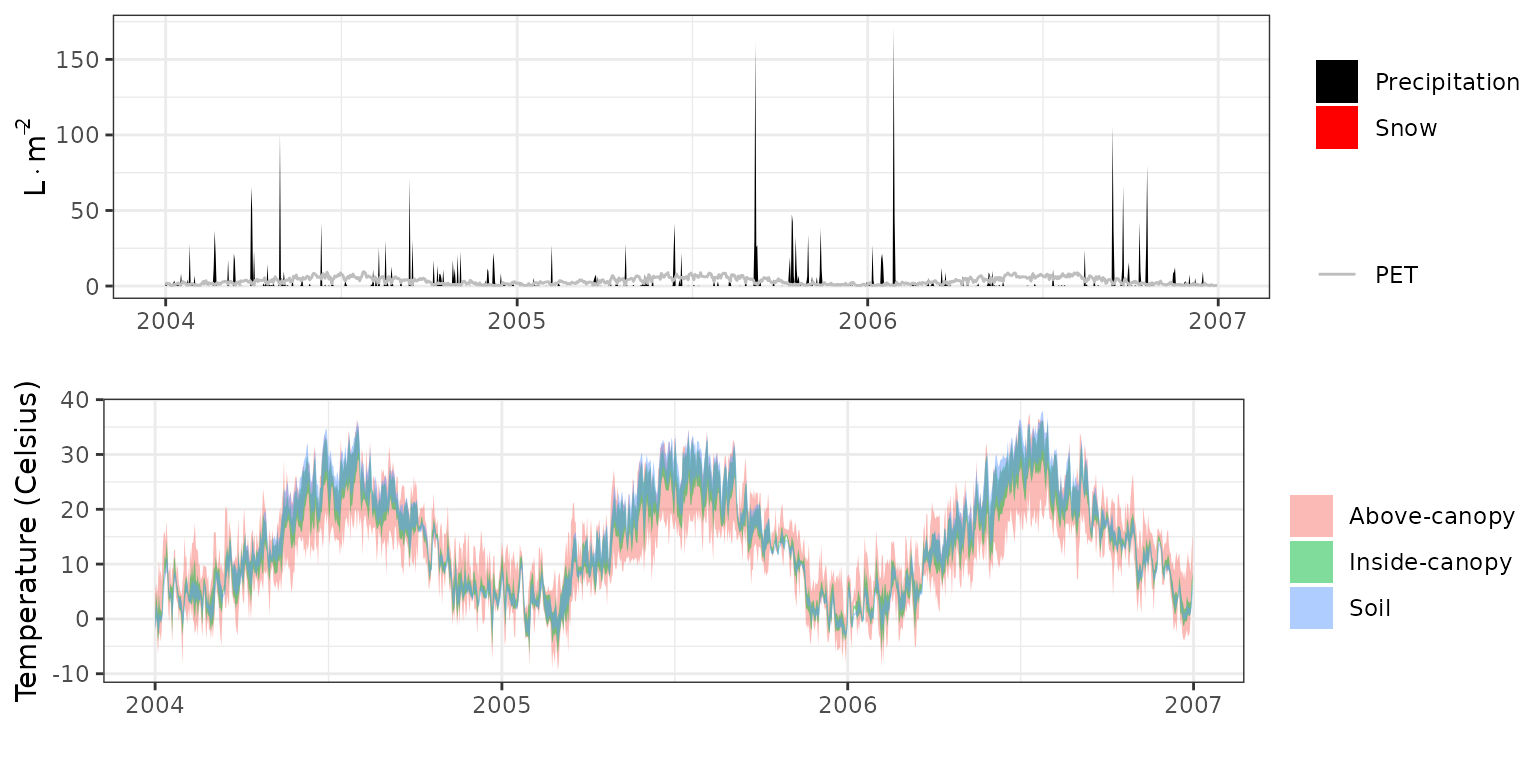 150
100
50
0
L · m⁻²
2004
2005
2006
2007
Precipitation
Snow
PET
40
30
20
10
0
-10
Temperature (Celsius)
2004
2005
2006
2007
Above-canopy
Inside-canopy
Soil